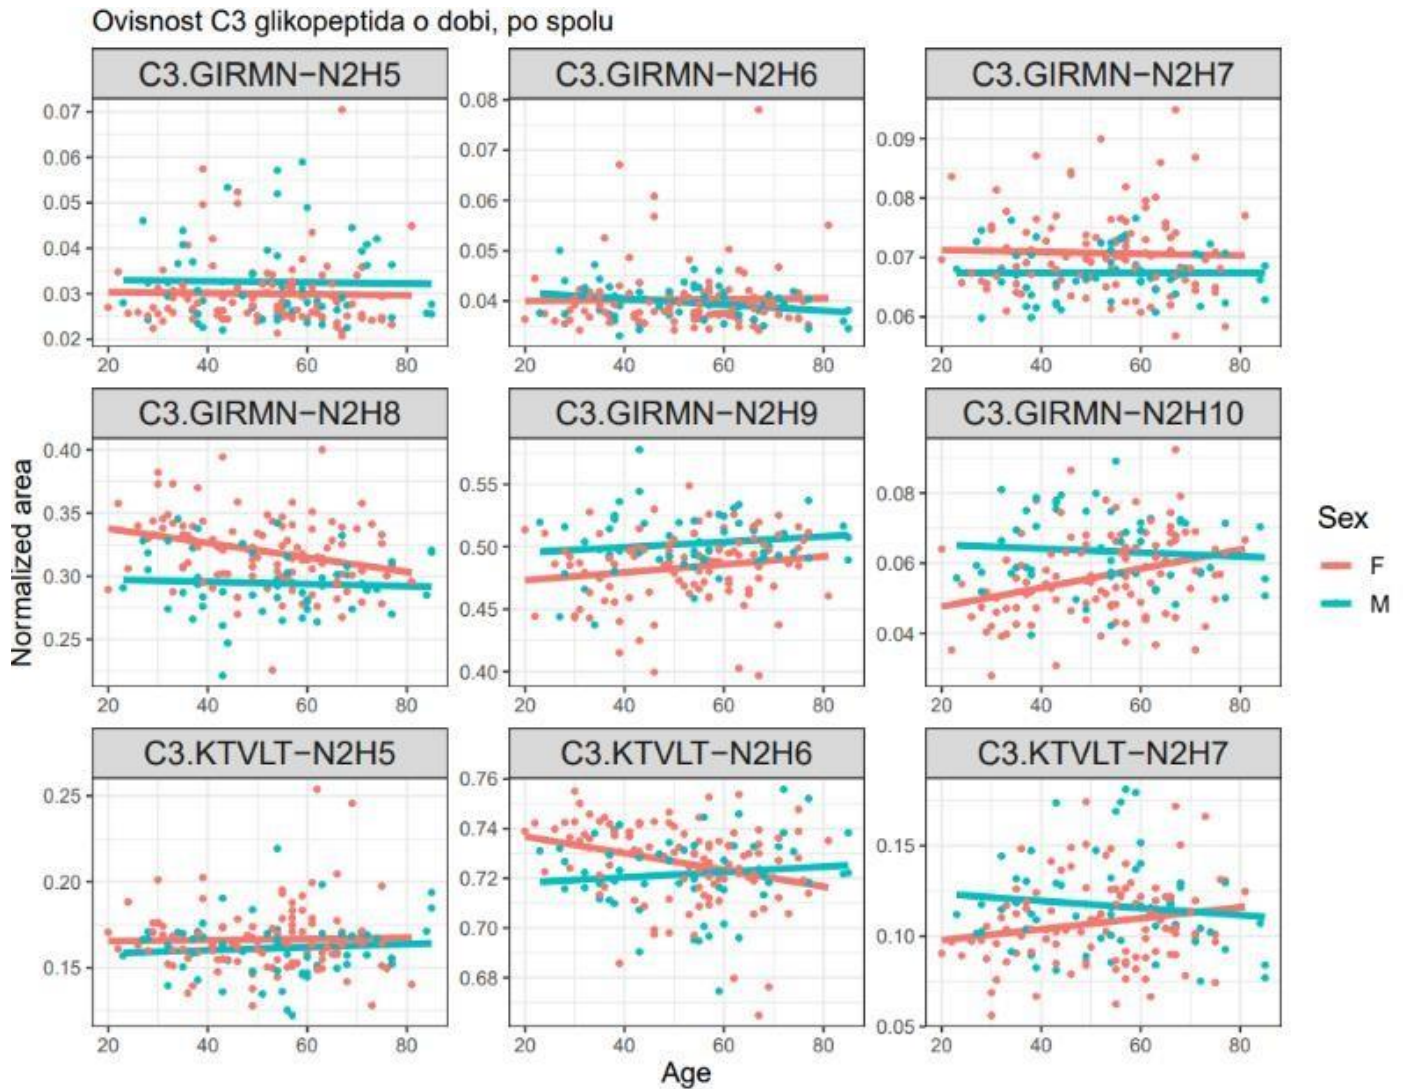 Ovisnost C3 glikopeptida o dobi, po spolu
C3.GIRMN−N2H5
C3.GIRMN−N2H6
C3.GIRMN−N2H7
0.07
0.06
0.05
0.04
0.03
0.02
20 40 60 80
0.08
0.07
0.06
0.05
0.04
20 40 60 80
0.09
0.08
0.07
0.06
20 40 60 80
C3.GIRMN−N2H8
C3.GIRMN−N2H9
C3.GIRMN−N2H10
0.40
0.35
0.30
0.25
20 40 60 80
0.55
0.50
0.45
0.40
20 40 60 80
0.08
0.06
0.04
20 40 60 80
C3.KTVLT−N2H5
C3.KTVLT−N2H6
C3.KTVLT−N2H7
0.25
0.20
0.15
20 40 60 80
0.76
0.74
0.72
0.70
0.68
20 40 60 80
0.15
0.10
0.05
20 40 60 80
Normalized area
Age
Sex
F
M